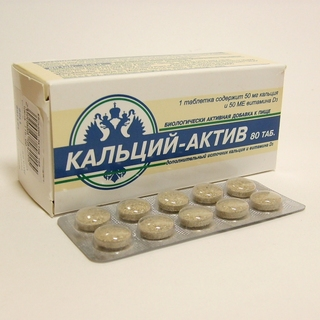 1 таблетка содержит 50 мг кальция
и 50 МЕ витамина D₃
БИОЛОГИЧЕСКИ АКТИВНАЯ ДОБАВКА К ПИЩЕ
КАЛЬЦИЙ-АКТИВ 80 ТАБ.
дополнительный источник кальция и витамина D₃